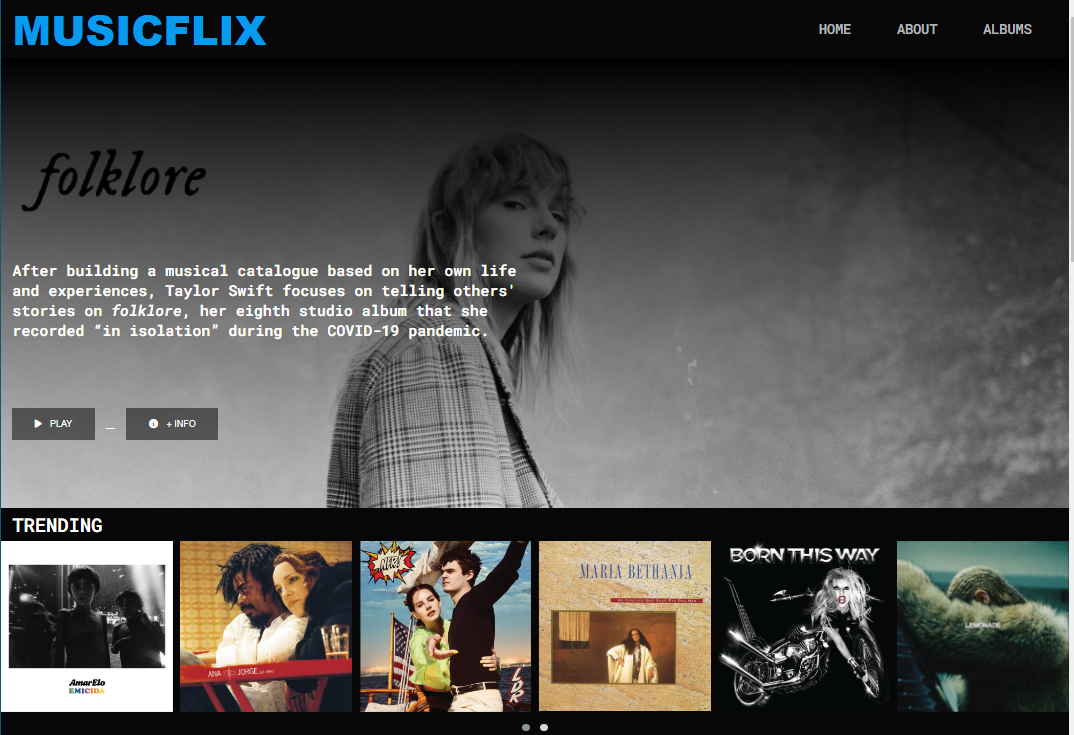 MUSICFLIX
HOME ABOUT ALBUMS
folklore
After building a musical catalogue based on her own life
and experiences, Taylor Swift focuses on telling others'
stories on folklore, her eighth studio album that she
recorded “in isolation” during the COVID-19 pandemic.
PLAY
+ INFO
TRENDING
AmarElo
EMICIDA
ANA JORGE
NFR!
LDR
MARIA BETHANIA
BORN THIS WAY
LEMONADE